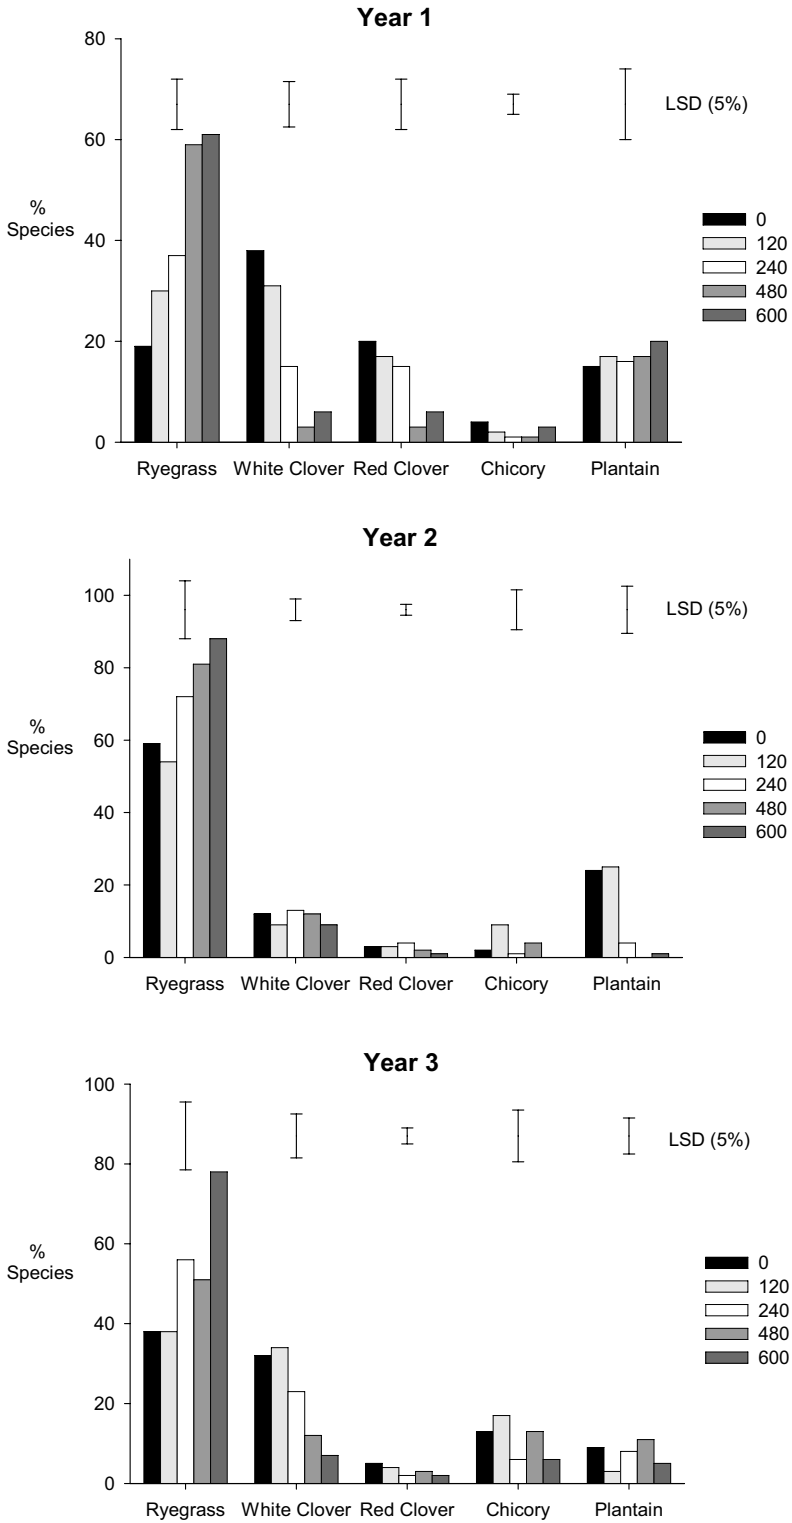 Year 1
80
60
40
20
0
%
Species
LSD (5%)
0
120
240
480
600
Ryegrass White Clover Red Clover Chicory Plantain
Year 2
100
80
60
40
20
0
%
Species
LSD (5%)
0
120
240
480
600
Ryegrass White Clover Red Clover Chicory Plantain
Year 3
100
80
60
40
20
0
%
Species
LSD (5%)
0
120
240
480
600
Ryegrass White Clover Red Clover Chicory Plantain